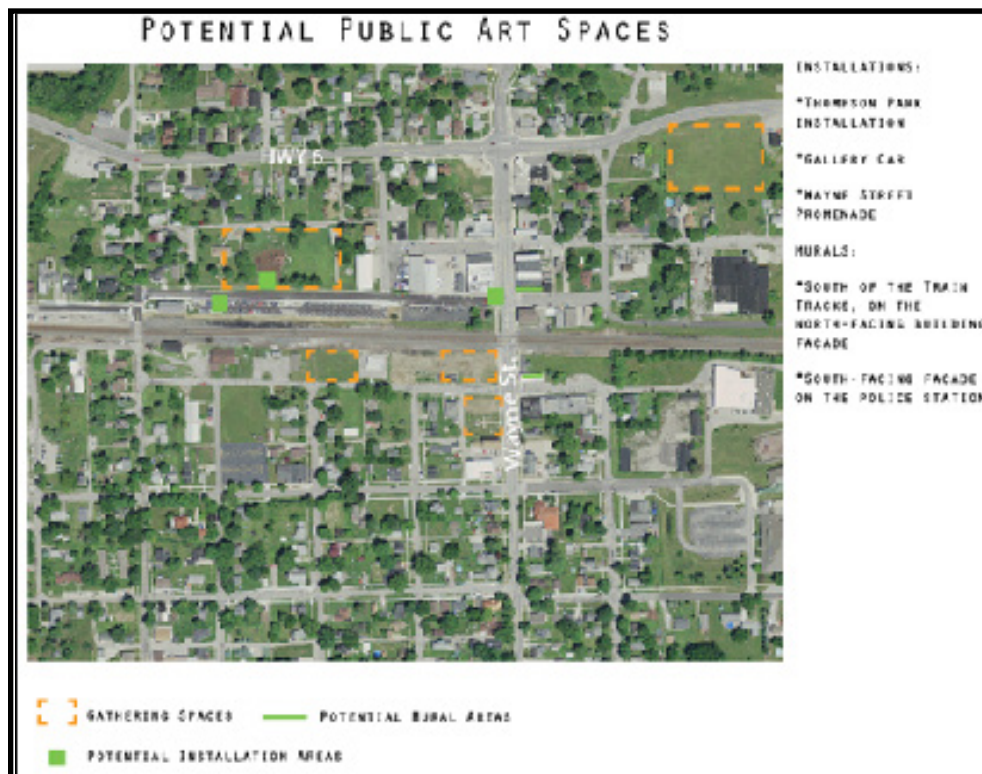 POTENTIAL PUBLIC ART SPACES
INSTALLATIONS:
*THOMPSON PARK
INSTALLATION
*GALLERY CAR
*WAYNE STREET
PROMENADE
MURALS:
*SOUTH OF THE TRAIN
TRACKS, ON THE
NORTH-FACING BUILDING
FACADE
*SOUTH-FACING FACADE
ON THE POLICE STATION
HWY 6
Wayne St.
GATHERING SPACES
POTENTIAL MURAL AREAS
POTENTIAL INSTALLATION AREAS